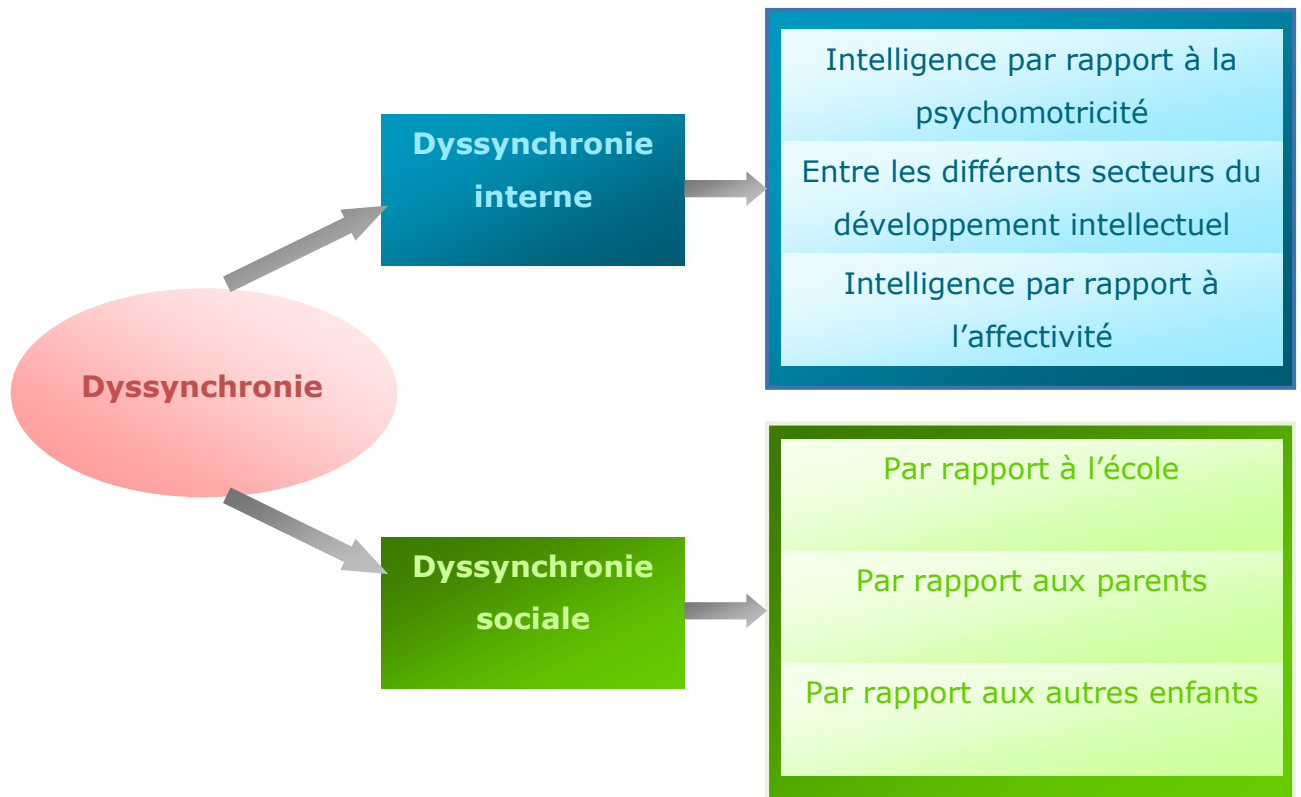 Dyssynchronie
Dyssynchronie
interne
Intelligence par rapport à la
psychomotricité
Entre les différents secteurs du
développement intellectuel
Intelligence par rapport à
l’affectivité
Dyssynchronie
sociale
Par rapport à l’école
Par rapport aux parents
Par rapport aux autres enfants